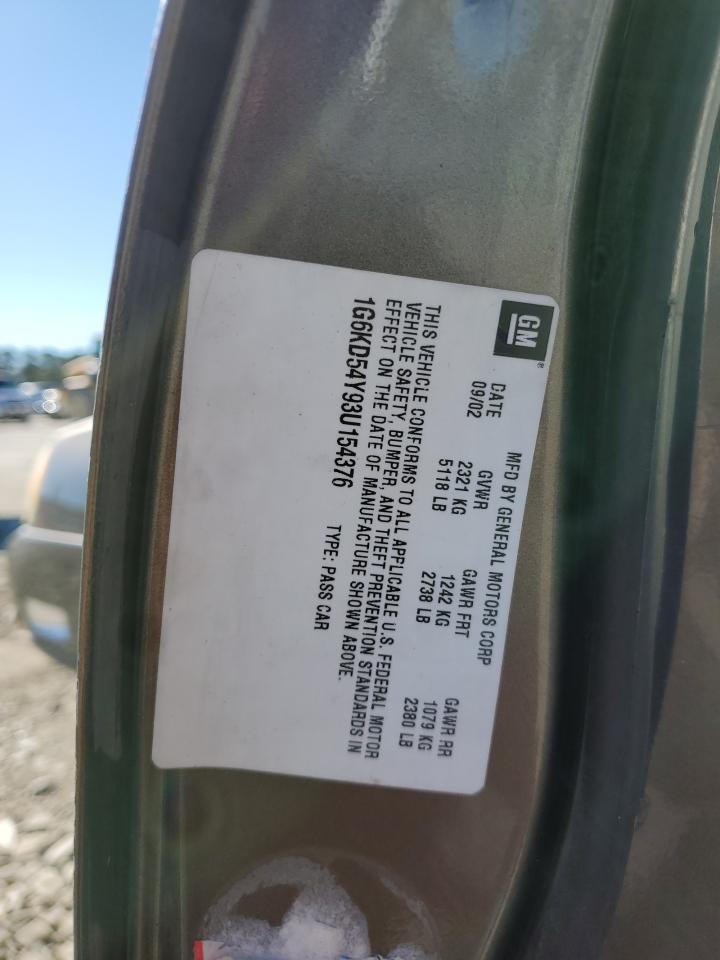 GM
®
MFD BY GENERAL MOTORS CORP
DATE GVWR GAWR FRT GAWR RR
09/02 2321 KG 1242 KG 1079 KG
5118 LB 2738 LB 2380 LB
THIS VEHICLE CONFORMS TO ALL APPLICABLE U.S. FEDERAL MOTOR
VEHICLE SAFETY, BUMPER, AND THEFT PREVENTION STANDARDS IN
EFFECT ON THE DATE OF MANUFACTURE SHOWN ABOVE.
1G6KD54Y93U154376 TYPE: PASS CAR